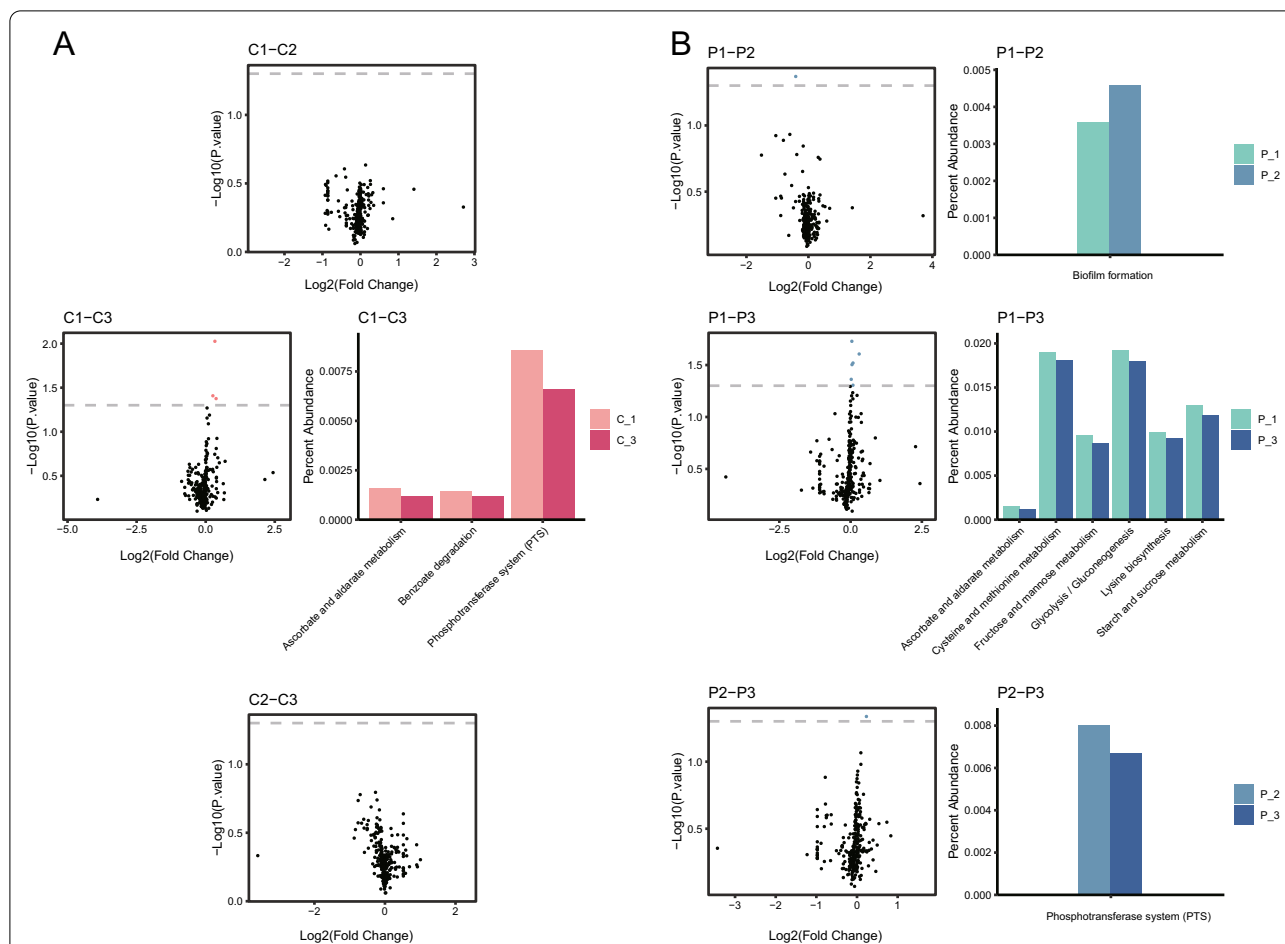 A
C1-C2
−Log10(P.value)
1.0
0.5
0.0
−2 −1 0 1 2 3
Log2(Fold Change)
C1-C3
−Log10(P.value)
2.0
1.5
1.0
0.5
−5.0 −2.5 0.0 2.5
Log2(Fold Change)
C1-C3
Percent Abundance
0.0075
0.0050
0.0025
0.0000
Ascorbate and aldarate metabolism
Benzoate degradation
Phosphotransferase system (PTS)
C_1
C_3
C2-C3
−Log10(P.value)
1.0
0.5
0.0
−2 0 2
Log2(Fold Change)
B
P1-P2
−Log10(P.value)
1.0
0.5
−2 0 2 4
Log2(Fold Change)
P1-P2
Percent Abundance
0.005
0.004
0.003
0.002
0.001
0.000
Biofilm formation
P_1
P_2
P1-P3
−Log10(P.value)
1.5
1.0
0.5
−2.5 0.0 2.5
Log2(Fold Change)
P1-P3
Percent Abundance
0.020
0.015
0.010
0.005
0.000
Ascorbate and aldarate metabolism
Cysteine and methionine metabolism
Fructose and mannose metabolism
Glycolysis / Gluconeogenesis
Lysine biosynthesis
Starch and sucrose metabolism
P_1
P_3
P2-P3
−Log10(P.value)
1.0
0.5
−3 −2 −1 0 1
Log2(Fold Change)
P2-P3
Percent Abundance
0.008
0.006
0.004
0.002
0.000
Phosphotransferase system (PTS)
P_2
P_3